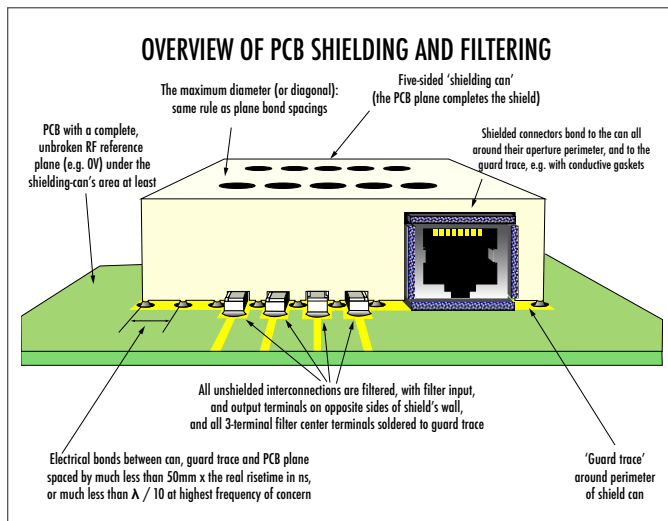 OVERVIEW OF PCB SHIELDING AND FILTERING
The maximum diameter (or diagonal):
same rule as plane bond spacings
Five-sided ‘shielding can’
(the PCB plane completes the shield)
PCB with a complete,
unbroken RF reference
plane (e.g. 0V) under the
shielding-can’s area at least
Shielded connectors bond to the can all
around their aperture perimeter, and to the
guard trace, e.g. with conductive gaskets
All unshielded interconnections are filtered, with filter input,
and output terminals on opposite sides of shield’s wall,
and all 3-terminal filter center terminals soldered to guard trace
Electrical bonds between can, guard trace and PCB plane
spaced by much less than 50mm x the real risetime in ns,
or much less than λ / 10 at highest frequency of concern
‘Guard trace’
around perimeter
of shield can